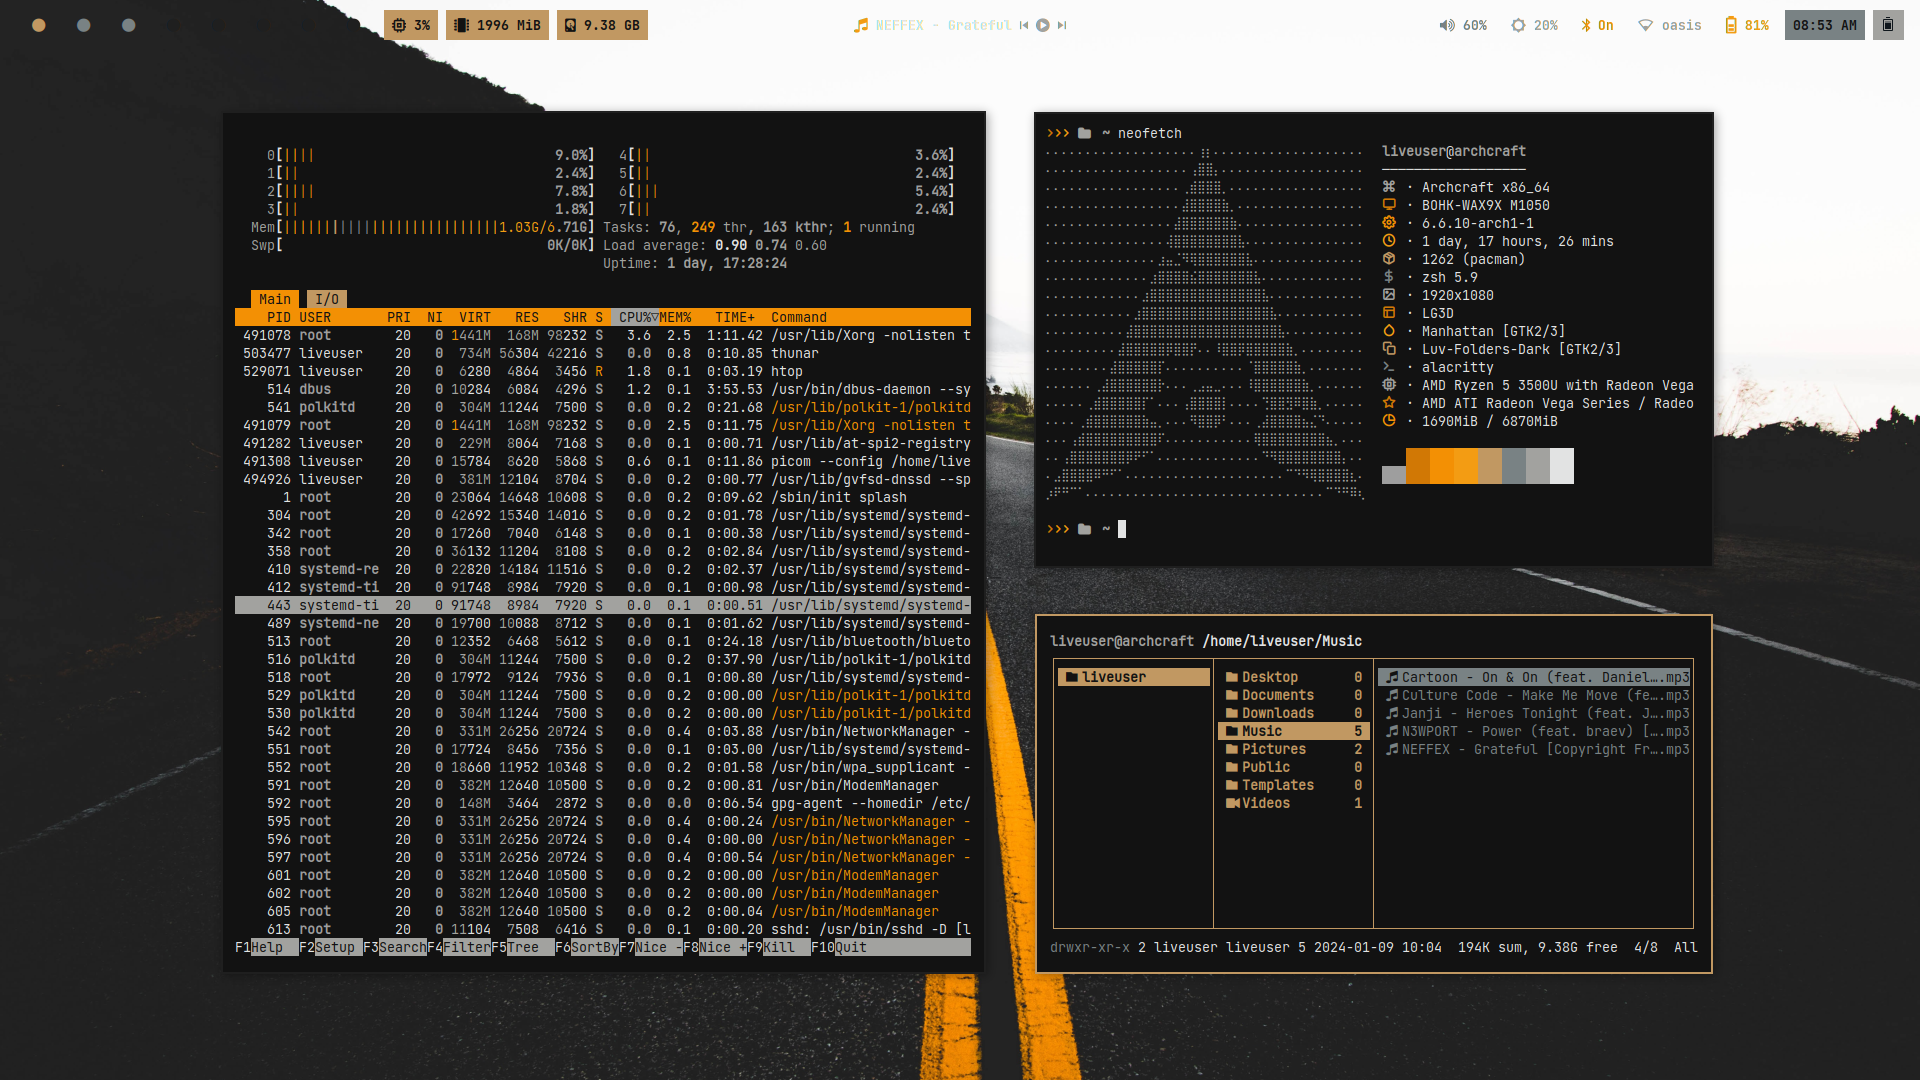 3% 1996 MiB 9.38 GB NEFFEX - Grateful 60% 20% On oasis 81% 08:53 AM
0[|||| 9.0%] 4[|| 3.6%]
1[|| 2.4%] 5[|| 2.4%]
2[|||| 7.8%] 6[||| 5.4%]
3[|| 1.8%] 7[|| 2.4%]
Mem[|||||||||||||||||||||||||||1.03G/6.71G] Tasks: 76, 249 thr, 163 kthr; 1 running
Swp[ 0K/0K] Load average: 0.90 0.74 0.60
Uptime: 1 day, 17:28:24
Main I/O
PID USER PRI NI VIRT RES SHR S CPU%▽MEM% TIME+ Command
491078 root 20 0 1441M 168M 98232 S 3.6 2.5 1:11.42 /usr/lib/Xorg -nolisten t
503477 liveuser 20 0 734M 56304 42216 S 0.0 0.8 0:10.85 thunar
529071 liveuser 20 0 6280 4864 3456 R 1.8 0.1 0:03.19 htop
514 dbus 20 0 10284 6084 4296 S 1.2 0.1 3:53.53 /usr/bin/dbus-daemon --sy
541 polkitd 20 0 304M 11244 7500 S 0.0 0.2 0:21.68 /usr/lib/polkit-1/polkitd
491079 root 20 0 1441M 168M 98232 S 0.0 2.5 0:11.75 /usr/lib/Xorg -nolisten t
491282 liveuser 20 0 229M 8064 7168 S 0.0 0.1 0:00.71 /usr/lib/at-spi2-registry
491308 liveuser 20 0 15784 8620 5868 S 0.6 0.1 0:11.86 picom --config /home/live
494926 liveuser 20 0 381M 12104 8704 S 0.0 0.2 0:00.77 /usr/lib/gvfsd-dnssd --sp
1 root 20 0 23064 14648 10608 S 0.0 0.2 0:09.62 /sbin/init splash
304 root 20 0 42692 15340 14016 S 0.0 0.2 0:01.78 /usr/lib/systemd/systemd-
342 root 20 0 17260 7040 6148 S 0.0 0.1 0:00.38 /usr/lib/systemd/systemd-
358 root 20 0 36132 11204 8108 S 0.0 0.2 0:02.84 /usr/lib/systemd/systemd-
410 systemd-re 20 0 22820 14184 11516 S 0.0 0.2 0:02.37 /usr/lib/systemd/systemd-
412 systemd-ti 20 0 91748 8984 7920 S 0.0 0.1 0:00.98 /usr/lib/systemd/systemd-
443 systemd-ti 20 0 91748 8984 7920 S 0.0 0.1 0:00.51 /usr/lib/systemd/systemd-
489 systemd-ne 20 0 19700 10088 8712 S 0.0 0.1 0:01.62 /usr/lib/systemd/systemd-
513 root 20 0 12352 6468 5612 S 0.0 0.1 0:24.18 /usr/lib/bluetooth/blueto
516 polkitd 20 0 304M 11244 7500 S 0.0 0.2 0:37.90 /usr/lib/polkit-1/polkitd
518 root 20 0 17972 9124 7936 S 0.0 0.1 0:00.80 /usr/lib/systemd/systemd-
529 polkitd 20 0 304M 11244 7500 S 0.0 0.2 0:00.00 /usr/lib/polkit-1/polkitd
530 polkitd 20 0 304M 11244 7500 S 0.0 0.2 0:00.00 /usr/lib/polkit-1/polkitd
542 root 20 0 331M 26256 20724 S 0.0 0.4 0:03.88 /usr/bin/NetworkManager -
551 root 20 0 17724 8456 7356 S 0.0 0.1 0:03.00 /usr/lib/systemd/systemd-
552 root 20 0 18660 11952 10348 S 0.0 0.2 0:01.58 /usr/bin/wpa_supplicant -
591 root 20 0 382M 12640 10500 S 0.0 0.2 0:00.81 /usr/bin/ModemManager
592 root 20 0 148M 3464 2872 S 0.0 0.0 0:06.54 gpg-agent --homedir /etc/
595 root 20 0 331M 26256 20724 S 0.0 0.4 0:00.24 /usr/bin/NetworkManager -
596 root 20 0 331M 26256 20724 S 0.0 0.4 0:00.00 /usr/bin/NetworkManager -
597 root 20 0 331M 26256 20724 S 0.0 0.4 0:00.54 /usr/bin/NetworkManager -
601 root 20 0 382M 12640 10500 S 0.0 0.2 0:00.00 /usr/bin/ModemManager
602 root 20 0 382M 12640 10500 S 0.0 0.2 0:00.00 /usr/bin/ModemManager
605 root 20 0 382M 12640 10500 S 0.0 0.2 0:00.04 /usr/bin/ModemManager
613 root 20 0 11104 7508 6416 S 0.0 0.1 0:00.20 sshd: /usr/bin/sshd -D [l
F1Help F2Setup F3SearchF4FilterF5Tree F6SortByF7Nice -F8Nice +F9Kill F10Quit
>>> ~ neofetch
liveuser@archcraft
· Archcraft x86_64
· BOHK-WAX9X M1050
· 6.6.10-arch1-1
· 1 day, 17 hours, 26 mins
· 1262 (pacman)
· zsh 5.9
· 1920x1080
· LG3D
· Manhattan [GTK2/3]
· Luv-Folders-Dark [GTK2/3]
· alacritty
· AMD Ryzen 5 3500U with Radeon Vega
· AMD ATI Radeon Vega Series / Radeo
· 1690MiB / 6870MiB
>>> ~
liveuser@archcraft /home/liveuser/Music
liveuser
Desktop 0
Documents 0
Downloads 0
Music 5
Pictures 2
Public 0
Templates 0
Videos 1
Cartoon - On & On (feat. Daniel….mp3
Culture Code - Make Me Move (fe….mp3
Janji - Heroes Tonight (feat. J….mp3
N3WPORT - Power (feat. braev) [….mp3
NEFFEX - Grateful [Copyright Fr….mp3
drwxr-xr-x 2 liveuser liveuser 5 2024-01-09 10:04 194K sum, 9.38G free 4/8 All